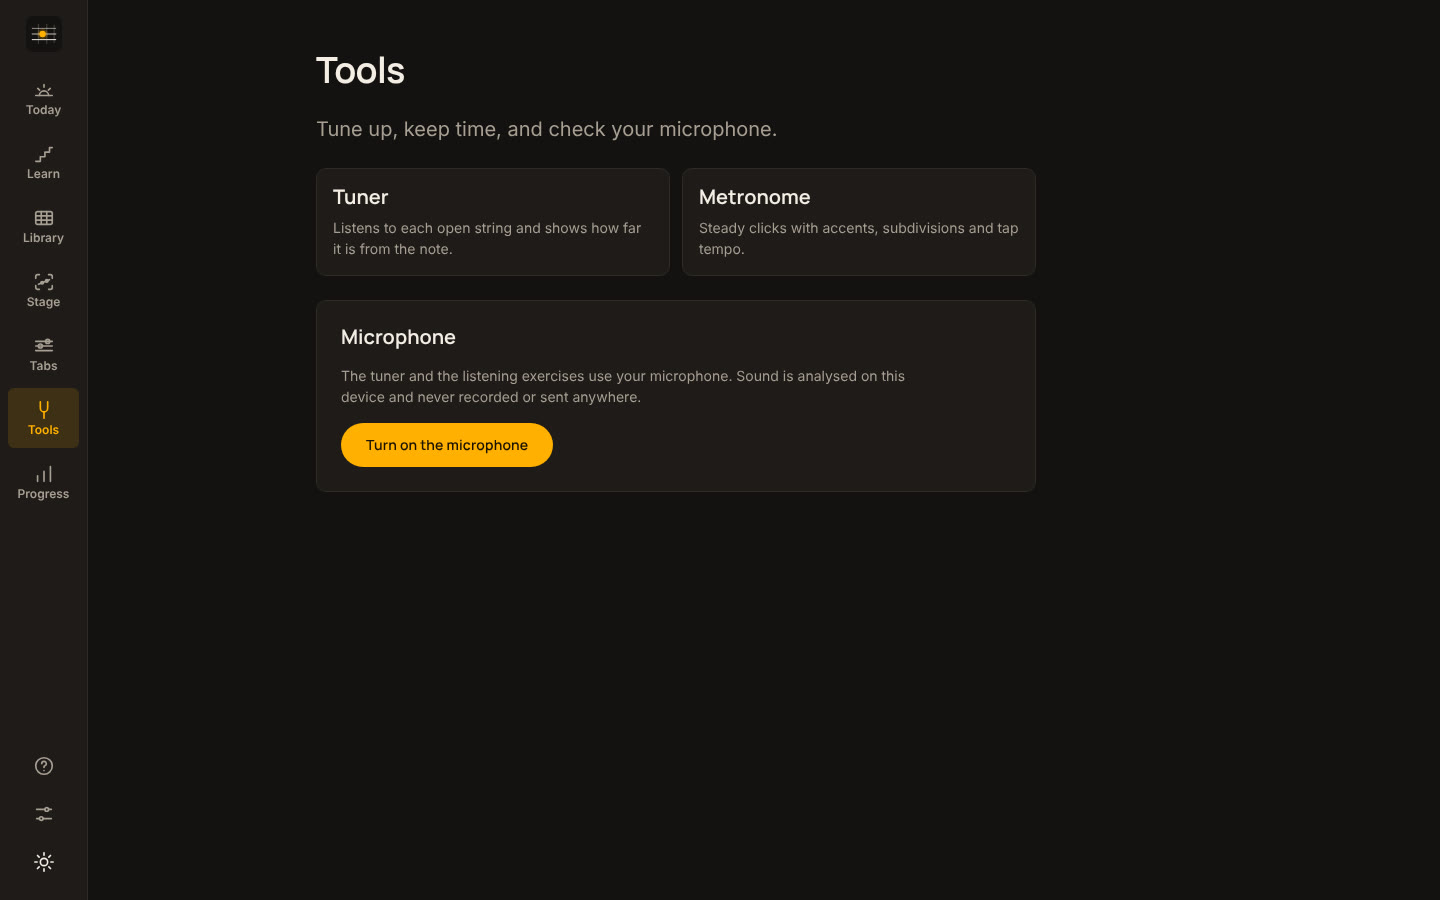 Today
Learn
Library
Stage
Tabs
Tools
Progress
Tools
Tune up, keep time, and check your microphone.
Tuner
Listens to each open string and shows how far
it is from the note.
Metronome
Steady clicks with accents, subdivisions and tap
tempo.
Microphone
The tuner and the listening exercises use your microphone. Sound is analysed on this
device and never recorded or sent anywhere.
Turn on the microphone